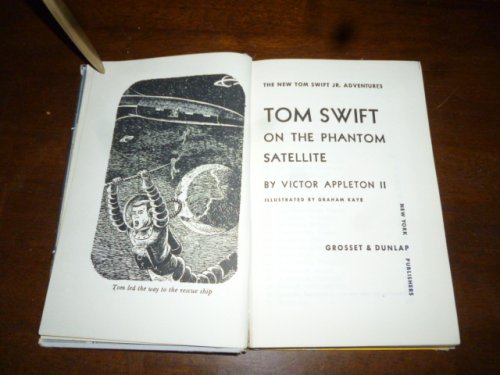 Tom led the way to the rescue ship
THE NEW TOM SWIFT JR. ADVENTURES
TOM SWIFT
ON THE PHANTOM
SATELLITE
BY VICTOR APPLETON II
ILLUSTRATED BY GRAHAM KAYE
GROSSET & DUNLAP
NEW YORK
PUBLISHERS